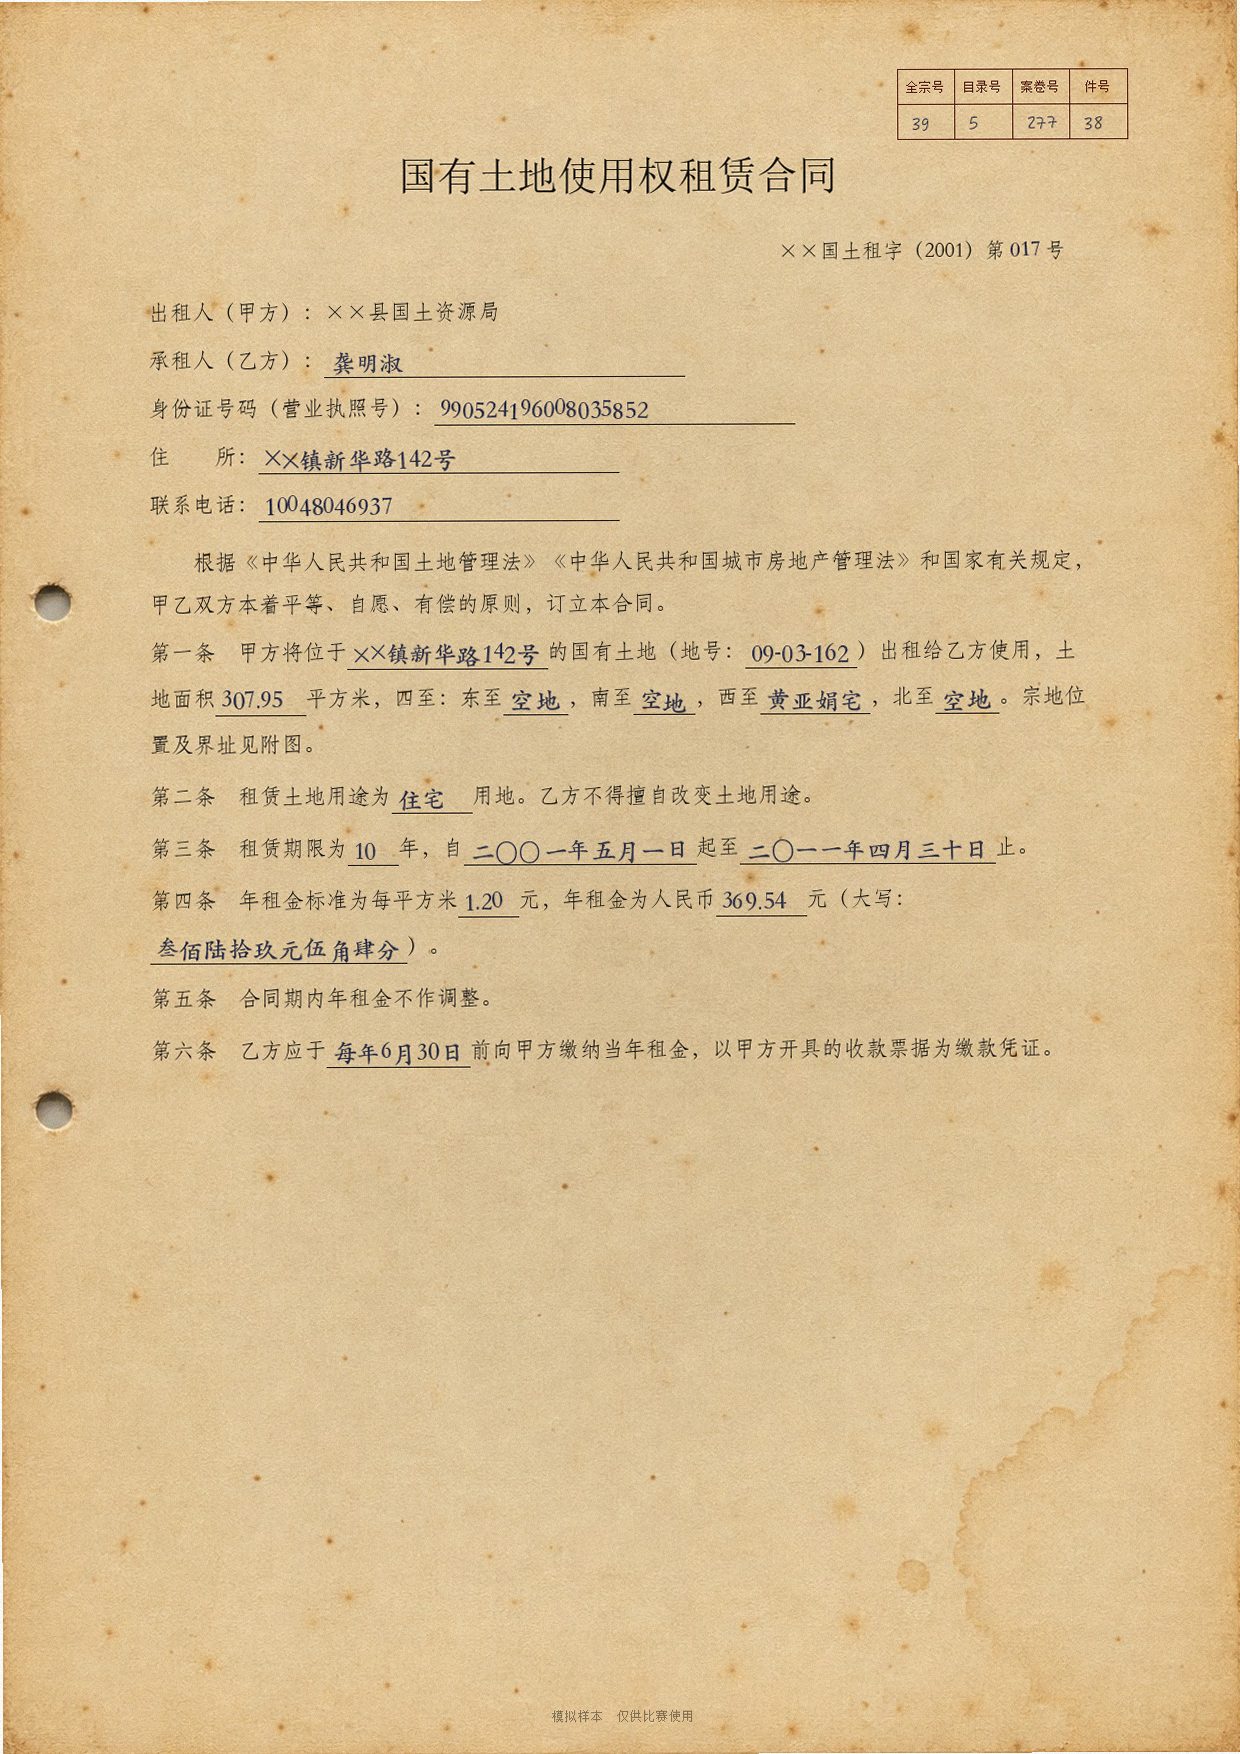 全宗号 目录号 案卷号 件号
39 5 277 38
国有土地使用权租赁合同
××国土租字（2001）第 017 号
出租人（甲方）：××县国土资源局
承租人（乙方）：龚明淑
身份证号码（营业执照号）：990524196008035852
住　　所：××镇新华路142号
联系电话：10048046937
根据《中华人民共和国土地管理法》《中华人民共和国城市房地产管理法》和国家有关规定，
甲乙双方本着平等、自愿、有偿的原则，订立本合同。
第一条　甲方将位于××镇新华路142号的国有土地（地号：09-03-162）出租给乙方使用，土
地面积307.95平方米，四至：东至空地，南至空地，西至黄亚娟宅，北至空地。宗地位
置及界址见附图。
第二条　租赁土地用途为住宅用地。乙方不得擅自改变土地用途。
第三条　租赁期限为10年，自二〇〇一年五月一日起至二〇一一年四月三十日止。
第四条　年租金标准为每平方米1.20元，年租金为人民币369.54元（大写：
叁佰陆拾玖元伍角肆分）。
第五条　合同期内年租金不作调整。
第六条　乙方应于每年6月30日前向甲方缴纳当年租金，以甲方开具的收款票据为缴款凭证。
模拟样本　仅供比赛使用